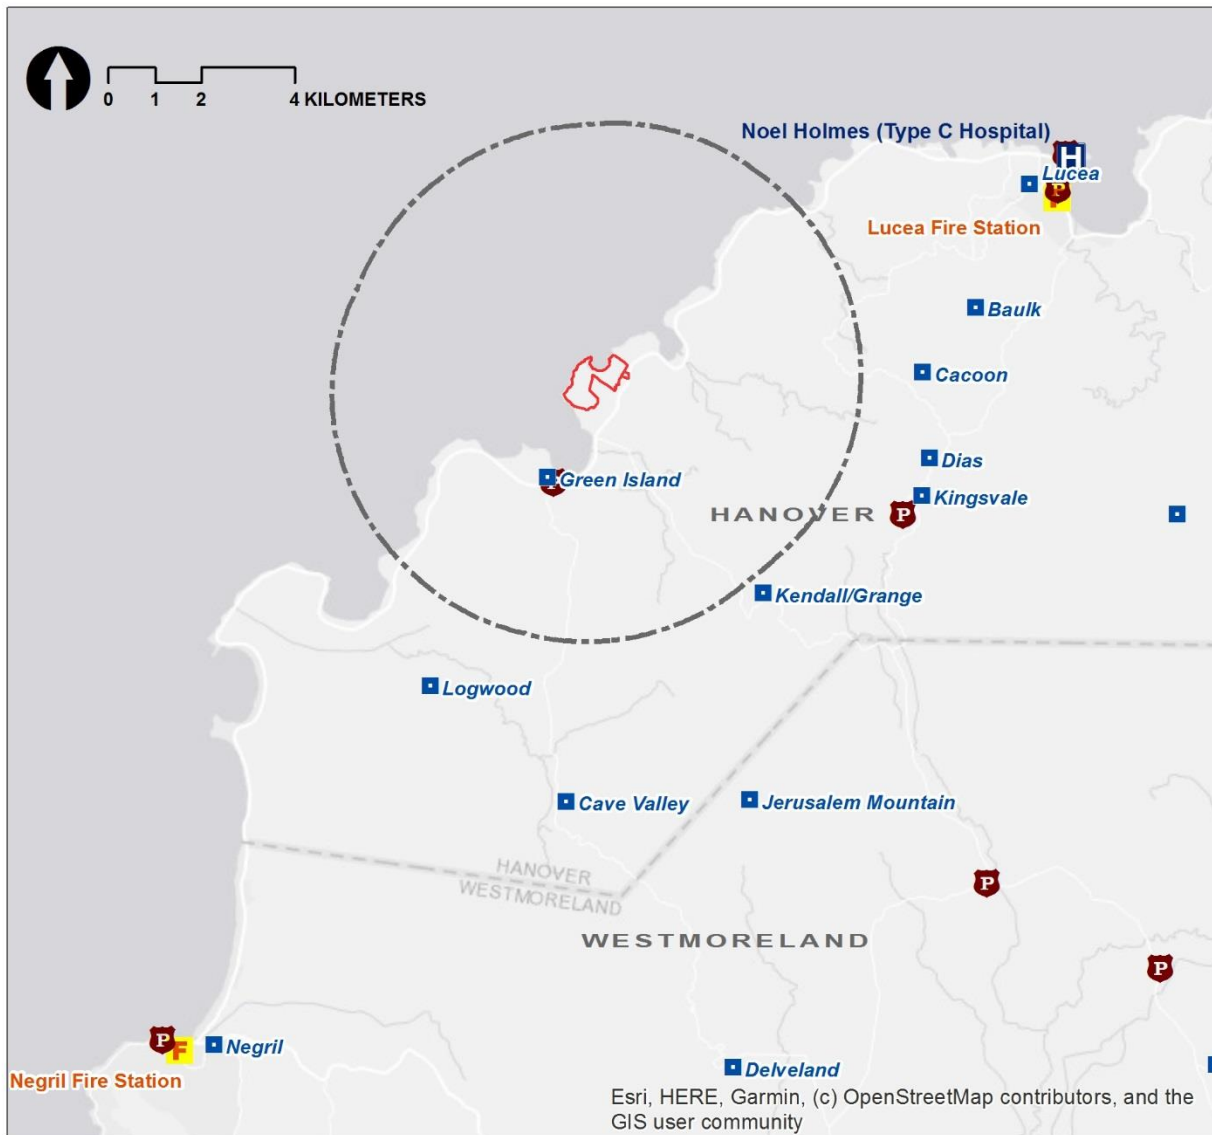 0 1 2 4 KILOMETERS
Noel Holmes (Type C Hospital)
H
Lucea
P
F
Lucea Fire Station
Baulk
Cacoon
Dias
Green Island
Kingsvale
HANOVER
P
Kendall/Grange
Logwood
Cave Valley
Jerusalem Mountain
HANOVER
WESTMORELAND
P
WESTMORELAND
P
P
F
Negril
Negril Fire Station
Delveland
Esri, HERE, Garmin, (c) OpenStreetMap contributors, and the
GIS user community